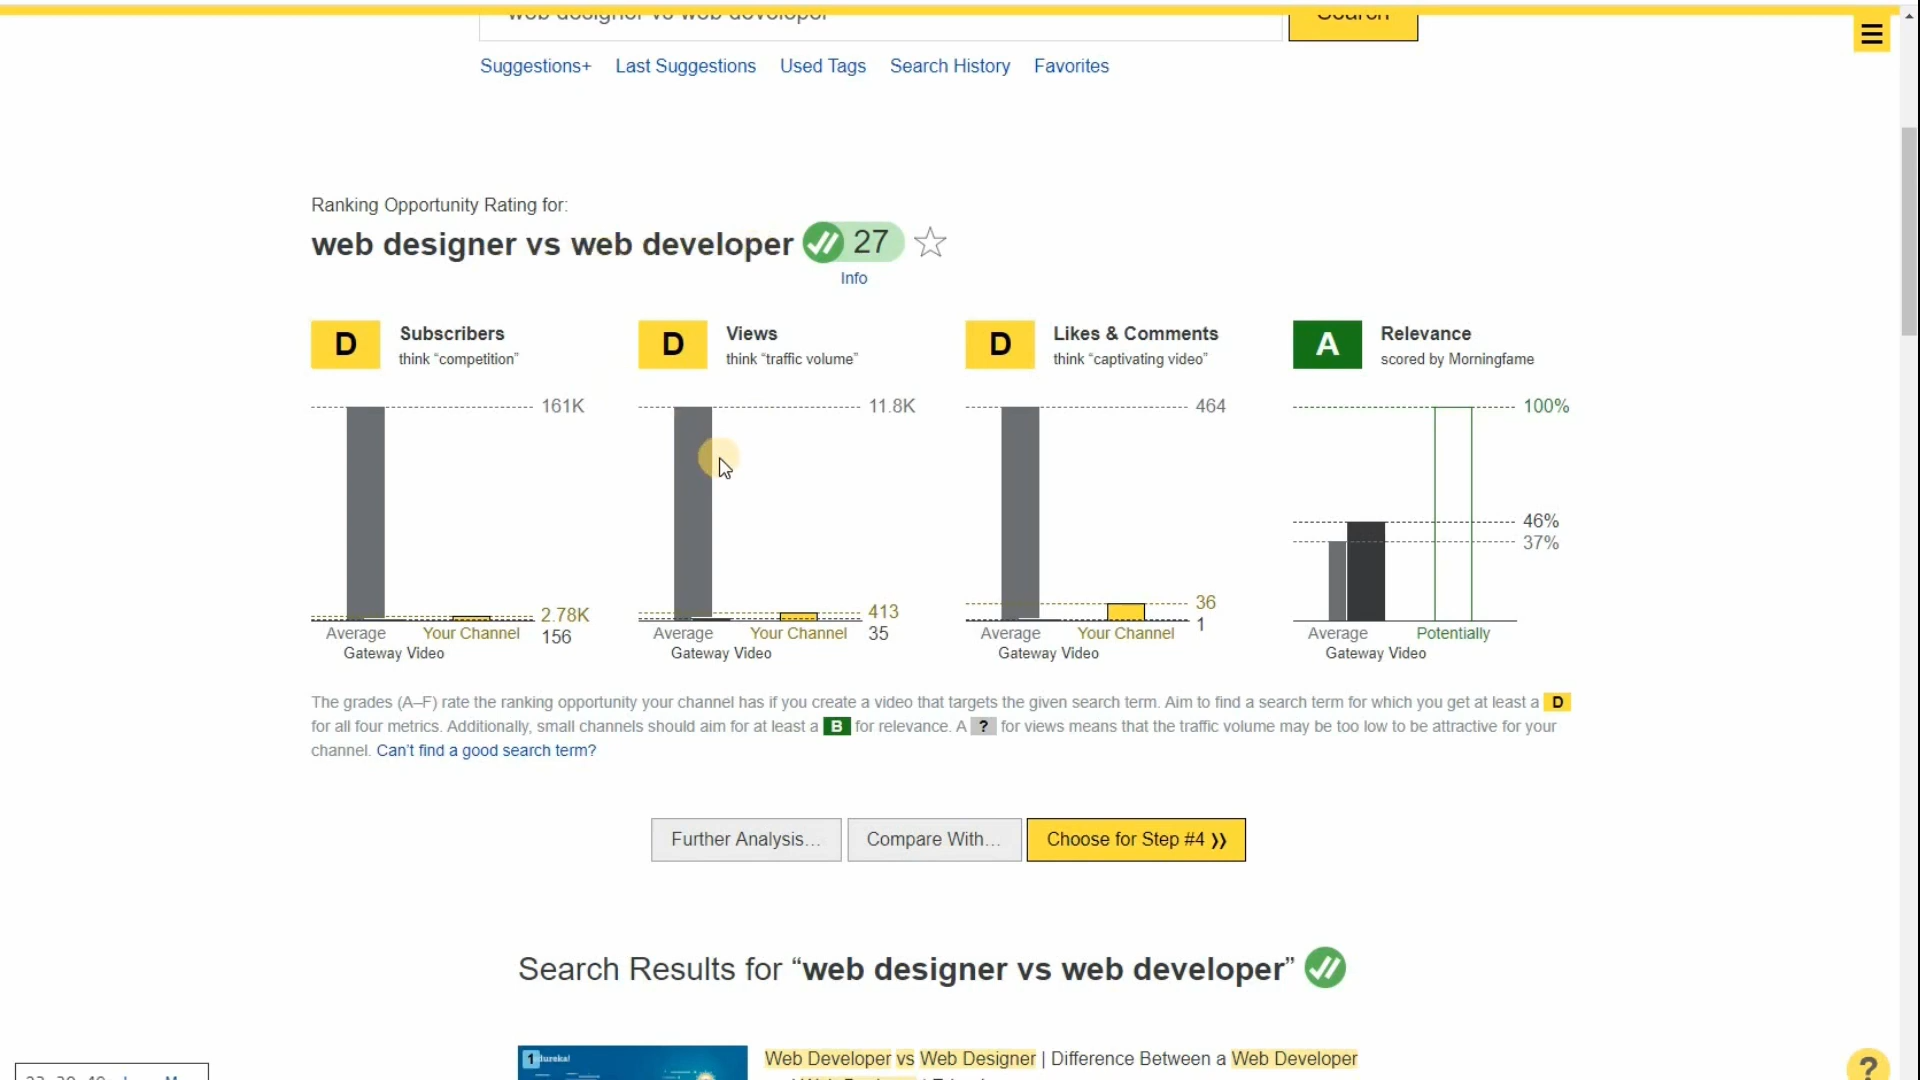 web designer vs web developer
Search
Suggestions+ Last Suggestions Used Tags Search History Favorites
Ranking Opportunity Rating for:
web designer vs web developer 27
Info
D Subscribers
think “competition”
161K
2.78K
156
Average Your Channel
Gateway Video
D Views
think “traffic volume”
11.8K
413
35
Average Your Channel
Gateway Video
D Likes & Comments
think “captivating video”
464
36
1
Average Your Channel
Gateway Video
A Relevance
scored by Morningfame
100%
46%
37%
Average Potentially
Gateway Video
The grades (A–F) rate the ranking opportunity your channel has if you create a video that targets the given search term. Aim to find a search term for which you get at least a D
for all four metrics. Additionally, small channels should aim for at least a B for relevance. A ? for views means that the traffic volume may be too low to be attractive for your
channel. Can't find a good search term?
Further Analysis… Compare With… Choose for Step #4 ❯❯
Search Results for “web designer vs web developer”
1 edureka!
Web Developer vs Web Designer | Difference Between a Web Developer
?